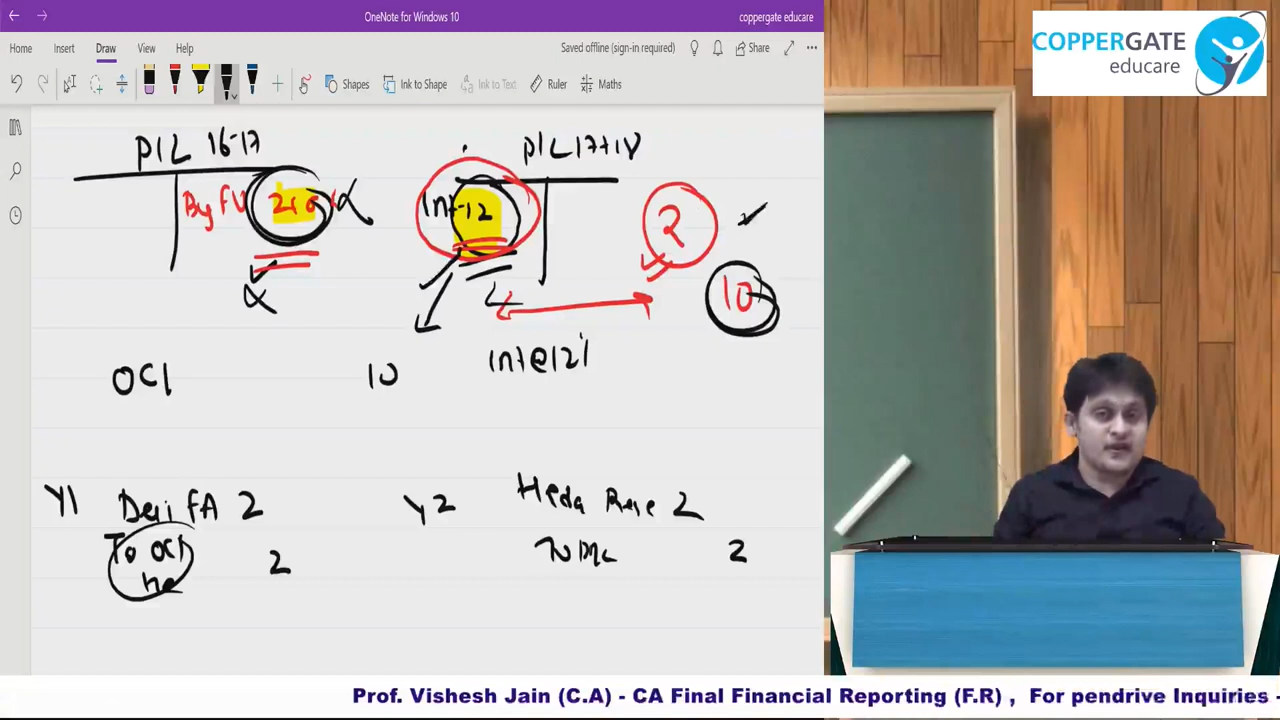 OneNote for Windows 10
coppergate educare
Home Insert Draw View Help
Saved offline (sign-in required)
Share
Shapes
Ink to Shape
Ink to Text
Ruler
Maths
COPPERGATE
educare
P/L 16-17
P/L 17-18
By FV
Int-12
2
10
OCI 10 Int@12%
Y1 Deri FA 2
To OCI 2
Y2 Hedg Rese 2
To P/L 2
Prof. Vishesh Jain (C.A) - CA Final Financial Reporting (F.R) , For pendrive Inquiries -